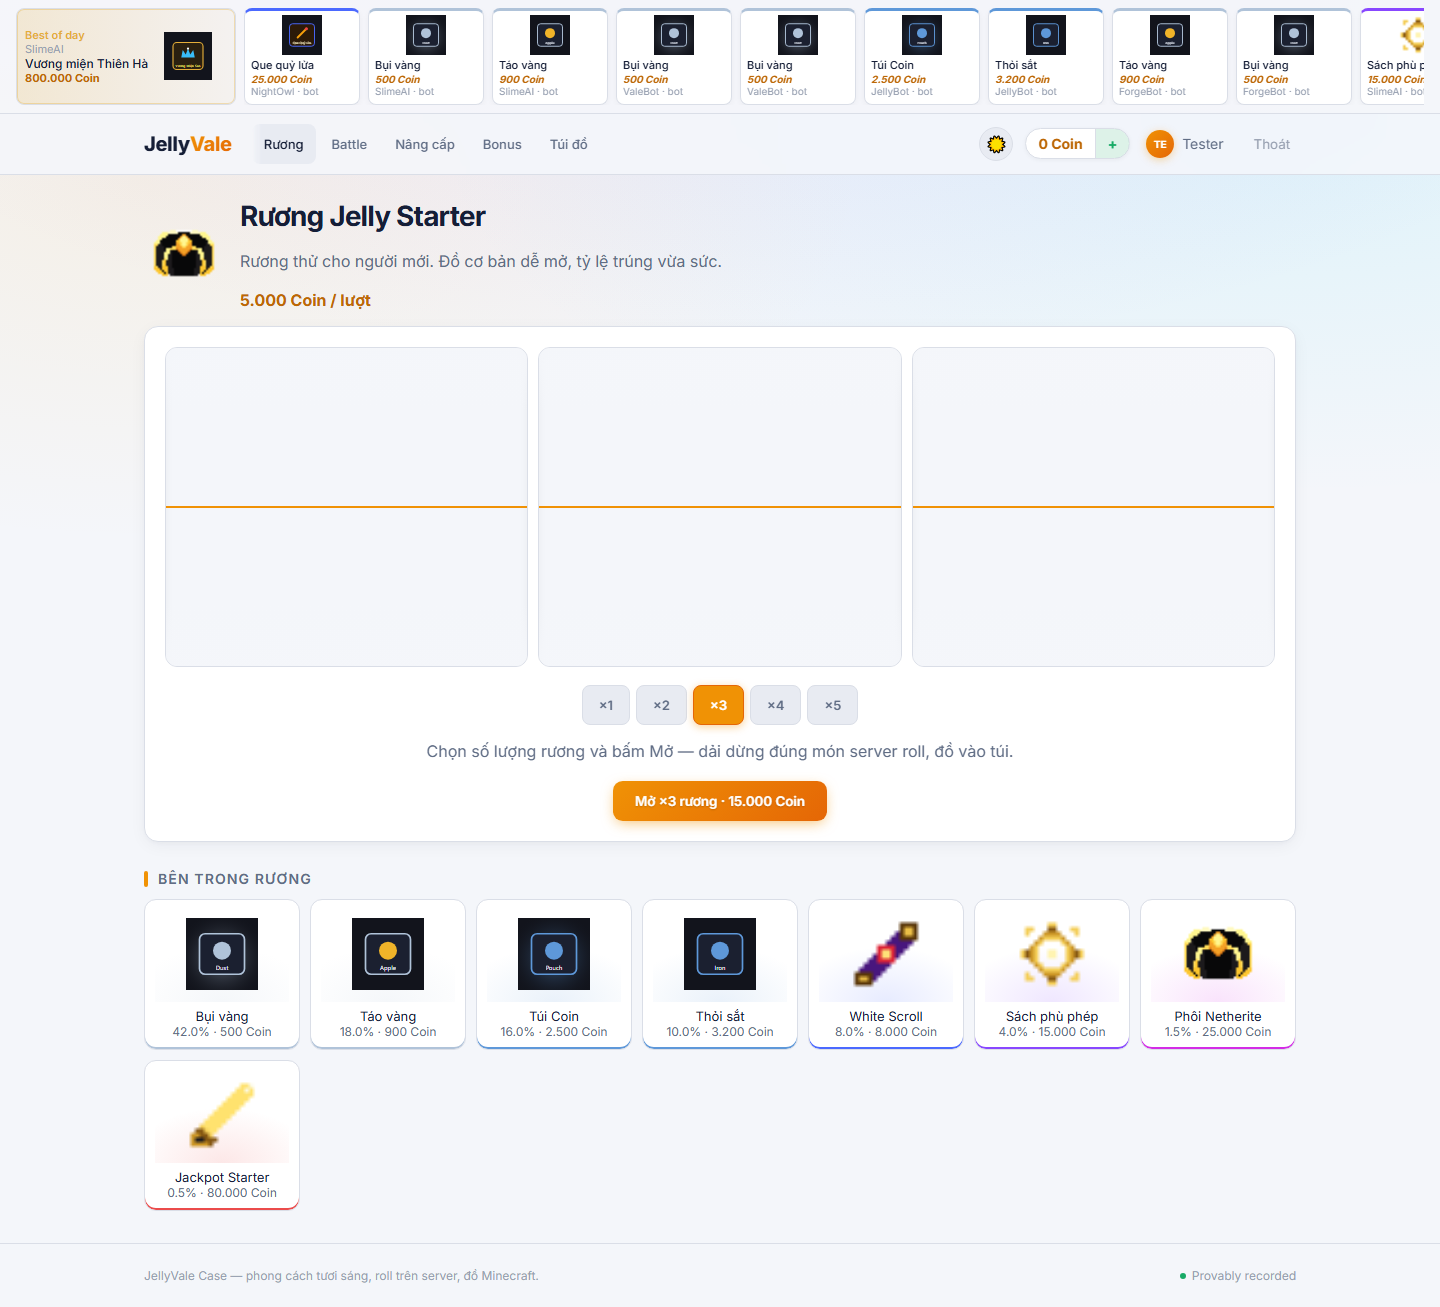 Best of day
SlimeAI
Vương miện Thiên Hà
800.000 Coin
Que quỷ lửa
25.000 Coin
NightOwl · bot
Bụi vàng
500 Coin
SlimeAI · bot
Táo vàng
900 Coin
SlimeAI · bot
Bụi vàng
500 Coin
ValeBot · bot
Bụi vàng
500 Coin
ValeBot · bot
Túi Coin
2.500 Coin
JellyBot · bot
Thỏi sắt
3.200 Coin
JellyBot · bot
Táo vàng
900 Coin
ForgeBot · bot
Bụi vàng
500 Coin
ForgeBot · bot
Sách phù p
15.000 Coin
SlimeAI · bot
JellyVale
Rương
Battle
Nâng cấp
Bonus
Túi đồ
0 Coin
+
TE
Tester
Thoát
Rương Jelly Starter
Rương thử cho người mới. Đồ cơ bản dễ mở, tỷ lệ trúng vừa sức.
5.000 Coin / lượt
×1
×2
×3
×4
×5
Chọn số lượng rương và bấm Mở — dải dừng đúng món server roll, đồ vào túi.
Mở ×3 rương · 15.000 Coin
BÊN TRONG RƯƠNG
Dust
Bụi vàng
42.0% · 500 Coin
Apple
Táo vàng
18.0% · 900 Coin
Pouch
Túi Coin
16.0% · 2.500 Coin
Iron
Thỏi sắt
10.0% · 3.200 Coin
White Scroll
8.0% · 8.000 Coin
Sách phù phép
4.0% · 15.000 Coin
Phôi Netherite
1.5% · 25.000 Coin
Jackpot Starter
0.5% · 80.000 Coin
JellyVale Case — phong cách tươi sáng, roll trên server, đồ Minecraft.
Provably recorded